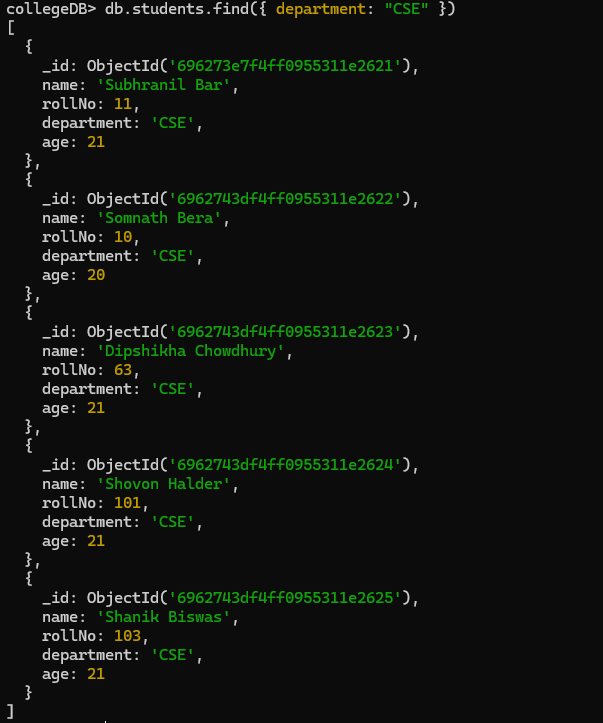 collegeDB> db.students.find({ department: "CSE" })
[
  {
    _id: ObjectId('696273e7f4ff0955311e2621'),
    name: 'Subhranil Bar',
    rollNo: 11,
    department: 'CSE',
    age: 21
  },
  {
    _id: ObjectId('6962743df4ff0955311e2622'),
    name: 'Somnath Bera',
    rollNo: 10,
    department: 'CSE',
    age: 20
  },
  {
    _id: ObjectId('6962743df4ff0955311e2623'),
    name: 'Dipshikha Chowdhury',
    rollNo: 63,
    department: 'CSE',
    age: 21
  },
  {
    _id: ObjectId('6962743df4ff0955311e2624'),
    name: 'Shovon Halder',
    rollNo: 101,
    department: 'CSE',
    age: 21
  },
  {
    _id: ObjectId('6962743df4ff0955311e2625'),
    name: 'Shanik Biswas',
    rollNo: 103,
    department: 'CSE',
    age: 21
  }
]